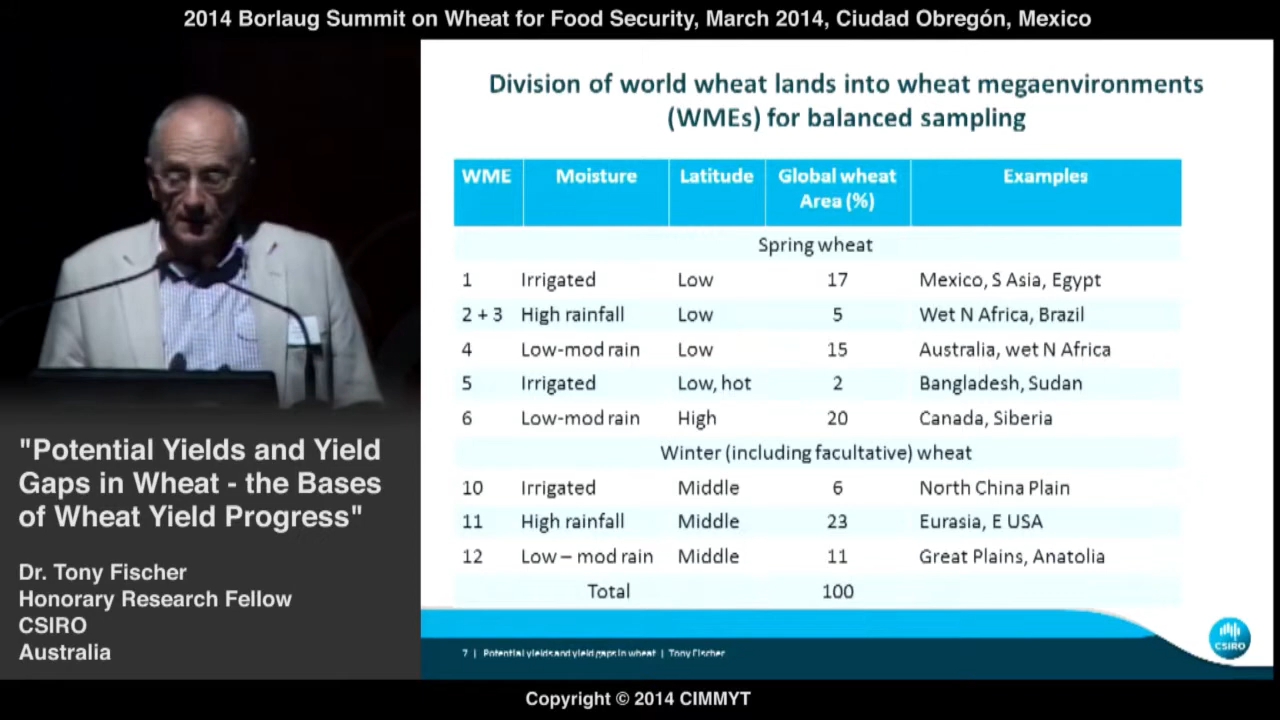 2014 Borlaug Summit on Wheat for Food Security, March 2014, Ciudad Obregón, Mexico
Division of world wheat lands into wheat megaenvironments
(WMEs) for balanced sampling
WME Moisture Latitude Global wheat Area (%) Examples
Spring wheat
1 Irrigated Low 17 Mexico, S Asia, Egypt
2 + 3 High rainfall Low 5 Wet N Africa, Brazil
4 Low-mod rain Low 15 Australia, wet N Africa
5 Irrigated Low, hot 2 Bangladesh, Sudan
6 Low-mod rain High 20 Canada, Siberia
Winter (including facultative) wheat
10 Irrigated Middle 6 North China Plain
11 High rainfall Middle 23 Eurasia, E USA
12 Low – mod rain Middle 11 Great Plains, Anatolia
Total 100
7 | Potential yields and yield gaps in wheat | Tony Fischer
CSIRO
"Potential Yields and Yield
Gaps in Wheat - the Bases
of Wheat Yield Progress"
Dr. Tony Fischer
Honorary Research Fellow
CSIRO
Australia
Copyright © 2014 CIMMYT